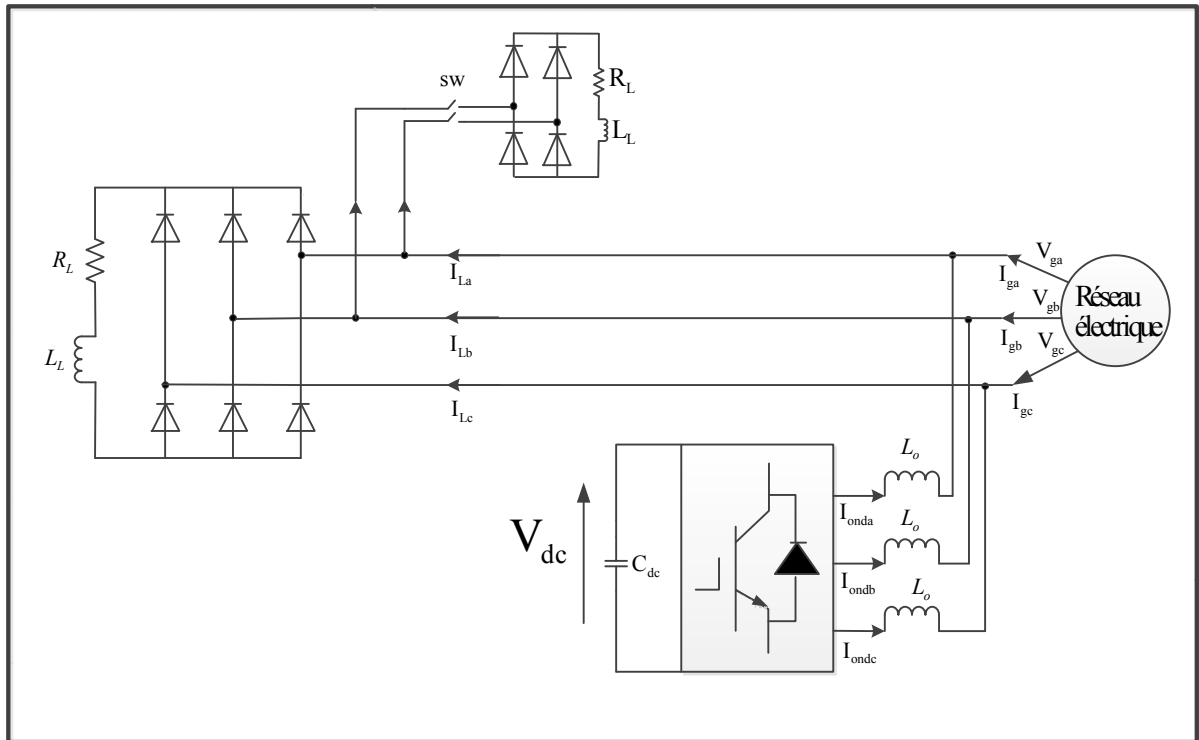 sw
R_L
L_L
R_L
L_L
I_La
I_Lb
I_Lc
V_ga
I_ga
V_gb
I_gb
V_gc
I_gc
Réseau
électrique
V_dc
C_dc
I_onda
I_ondb
I_ondc
L_o
L_o
L_o